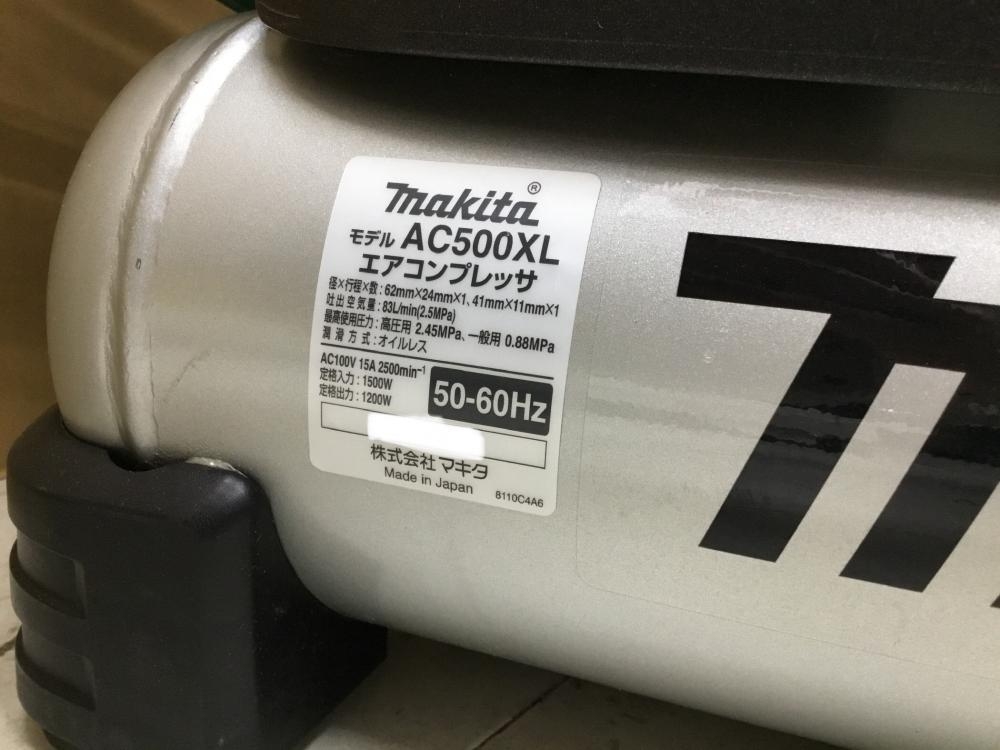 makita®
モデル AC500XL
エアコンプレッサ
径×行程×数：62mm×24mm×1、41mm×11mm×1
吐出空気量：83L/min(2.5MPa)
最高使用圧力：高圧用 2.45MPa、一般用 0.88MPa
潤滑方式：オイルレス
AC100V 15A 2500min⁻¹
定格入力：1500W
定格出力：1200W
50-60Hz
株式会社 マキタ
Made in Japan
8110C4A6